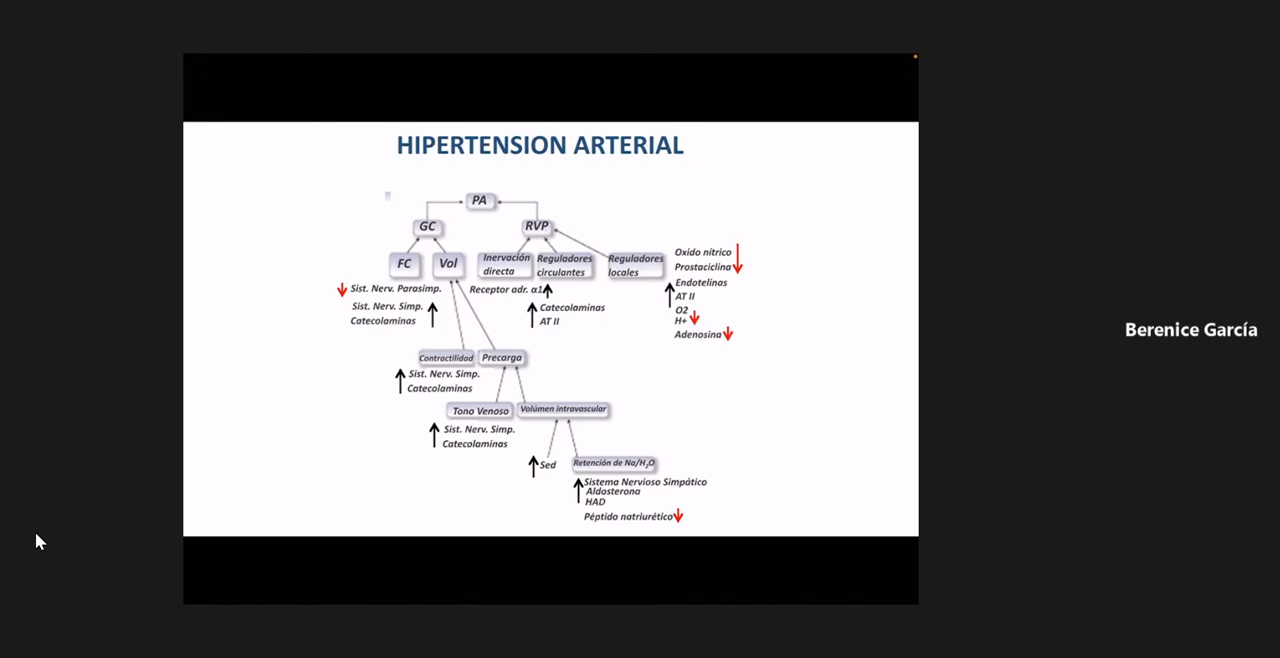 HIPERTENSION ARTERIAL
PA
GC
RVP
FC
Vol
Inervación
directa
Reguladores
circulantes
Reguladores
locales
Oxido nítrico
Prostaciclina
Endotelinas
AT II
O2
H+
Adenosina
Sist. Nerv. Parasimp.
Sist. Nerv. Simp.
Catecolaminas
Receptor adr. α1
Catecolaminas
AT II
Berenice García
Contractilidad
Precarga
Sist. Nerv. Simp.
Catecolaminas
Tono Venoso
Volúmen intravascular
Sist. Nerv. Simp.
Catecolaminas
Sed
Retención de Na/H₂O
Sistema Nervioso Simpático
Aldosterona
HAD
Péptido natriurético